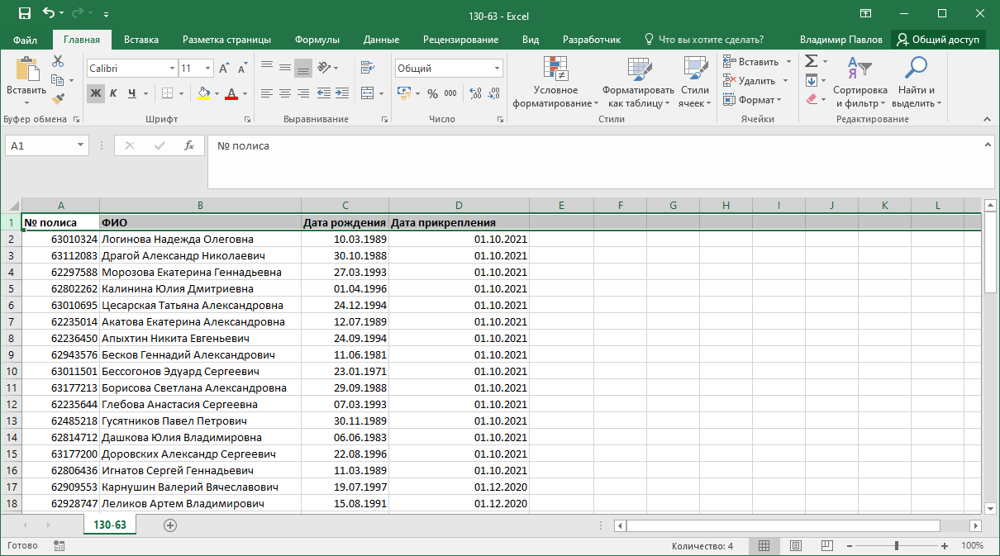 130-63 - Excel
Файл Главная Вставка Разметка страницы Формулы Данные Рецензирование Вид Разработчик Что вы хотите сделать? Владимир Павлов Общий доступ
Вставить
Буфер обмена
Calibri 11
Ж К Ч А
Шрифт
Выравнивание
Общий
% 000
Число
Условное форматирование
Форматировать как таблицу
Стили ячеек
Стили
Вставить
Удалить
Формат
Ячейки
Сортировка и фильтр
Найти и выделить
Редактирование
A1 fx № полиса
A B C D E F G H I J K L
1 № полиса ФИО Дата рождения Дата прикрепления
2 63010324 Логинова Надежда Олеговна 10.03.1989 01.10.2021
3 63112083 Драгой Александр Николаевич 30.10.1988 01.10.2021
4 62297588 Морозова Екатерина Геннадьевна 27.03.1993 01.10.2021
5 62802262 Калинина Юлия Дмитриевна 01.04.1996 01.10.2021
6 63010695 Цесарская Татьяна Александровна 24.12.1994 01.10.2021
7 62235014 Акатова Екатерина Александровна 12.07.1989 01.10.2021
8 62236450 Апыхтин Никита Евгеньевич 24.09.1994 01.10.2021
9 62943576 Бесков Геннадий Александрович 11.06.1981 01.10.2021
10 63011501 Бессогонов Эдуард Сергеевич 23.01.1971 01.10.2021
11 63177213 Борисова Светлана Александровна 29.09.1988 01.10.2021
12 62235644 Глебова Анастасия Сергеевна 07.03.1993 01.10.2021
13 62485218 Гусятников Павел Петрович 30.11.1989 01.10.2021
14 62814712 Дашкова Юлия Владимировна 06.06.1983 01.10.2021
15 63177200 Доровских Александр Сергеевич 22.08.1996 01.10.2021
16 62806436 Игнатов Сергей Геннадьевич 11.03.1989 01.10.2021
17 62909553 Карнушин Валерий Вячеславович 19.07.1997 01.12.2020
18 62928747 Леликов Артем Владимирович 15.08.1991 01.12.2020
130-63
Готово Количество: 4 100%